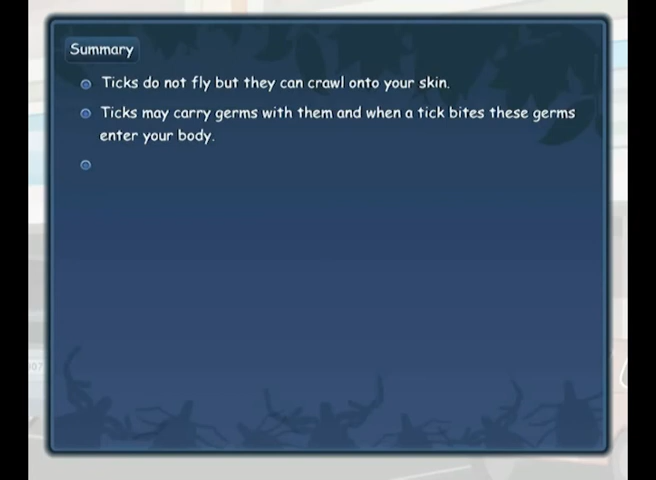 Summary
Ticks do not fly but they can crawl onto your skin.
Ticks may carry germs with them and when a tick bites these germs
enter your body.